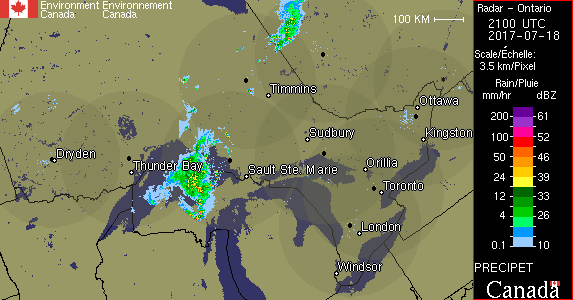 Environment Environnement
Canada Canada
100 KM
Timmins
Ottawa
Sudbury
Kingston
Dryden
Thunder Bay
Sault Ste. Marie
Orillia
Toronto
London
Windsor
Radar - Ontario
2100 UTC
2017-07-18
Scale/Échelle:
3.5 km/Pixel
Rain/Pluie
mm/hr dBZ
200 61
100 52
50 46
24 39
12 33
4 26
0.1 10
PRECIPET
Canada